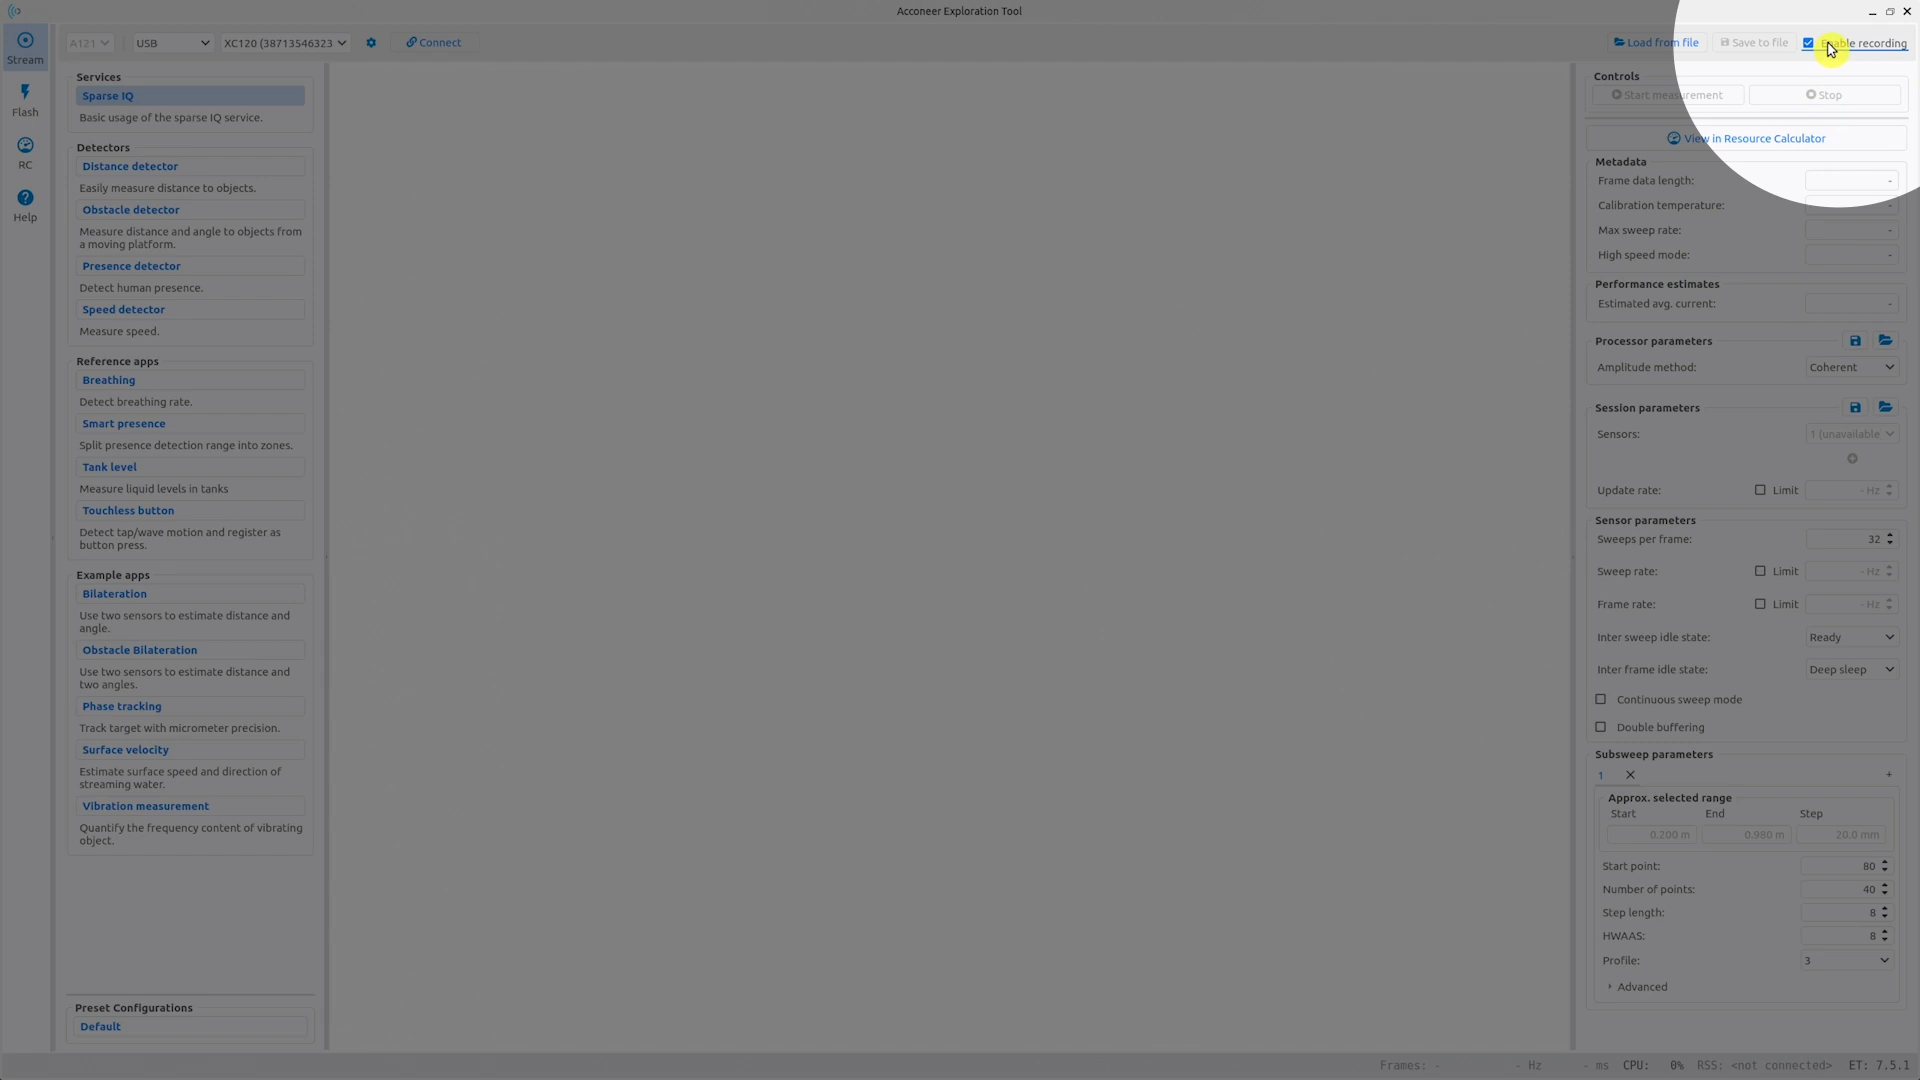 Acconeer Exploration Tool
Stream
Flash
RC
Help
A121
USB
XC120 (38713546323
Connect
Load from file
Save to file
Enable recording
Services
Sparse IQ
Basic usage of the sparse IQ service.
Detectors
Distance detector
Easily measure distance to objects.
Obstacle detector
Measure distance and angle to objects from
a moving platform.
Presence detector
Detect human presence.
Speed detector
Measure speed.
Reference apps
Breathing
Detect breathing rate.
Smart presence
Split presence detection range into zones.
Tank level
Measure liquid levels in tanks
Touchless button
Detect tap/wave motion and register as
button press.
Example apps
Bilateration
Use two sensors to estimate distance and
angle.
Obstacle Bilateration
Use two sensors to estimate distance and
two angles.
Phase tracking
Track target with micrometer precision.
Surface velocity
Estimate surface speed and direction of
streaming water.
Vibration measurement
Quantify the frequency content of vibrating
object.
Preset Configurations
Default
Controls
Start measurement
Stop
View in Resource Calculator
Metadata
Frame data length: -
Calibration temperature: -
Max sweep rate: -
High speed mode: -
Performance estimates
Estimated avg. current: -
Processor parameters
Amplitude method: Coherent
Session parameters
Sensors: 1 (unavailable
Update rate: Limit - Hz
Sensor parameters
Sweeps per frame: 32
Sweep rate: Limit - Hz
Frame rate: Limit - Hz
Inter sweep idle state: Ready
Inter frame idle state: Deep sleep
Continuous sweep mode
Double buffering
Subsweep parameters
1 +
Approx. selected range
Start End Step
0.200 m 0.980 m 20.0 mm
Start point: 80
Number of points: 40
Step length: 8
HWAAS: 8
Profile: 3
Advanced
Frames: - - Hz - ms CPU: 0% RSS: <not connected> ET: 7.5.1